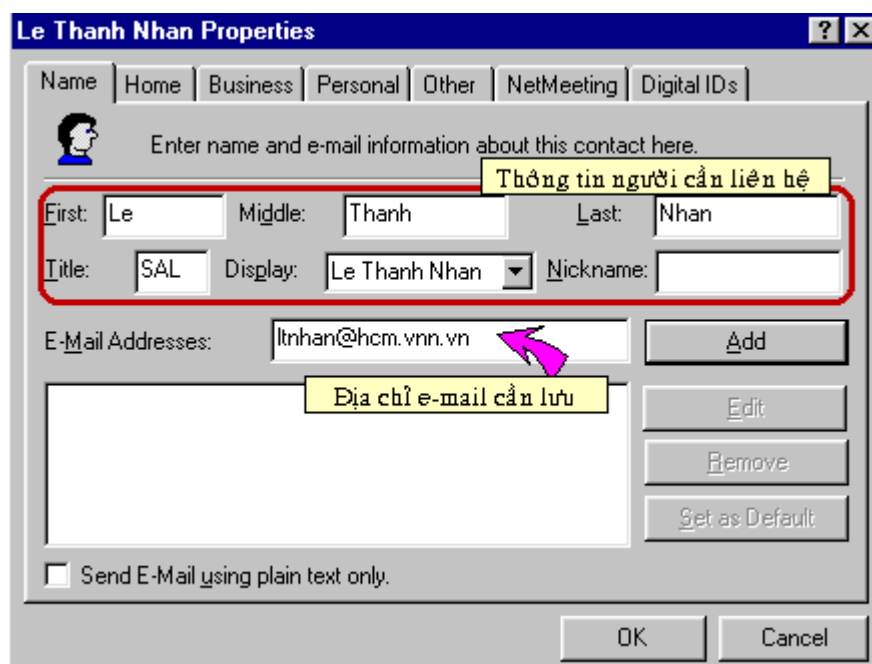 Le Thanh Nhan Properties
Name Home Business Personal Other NetMeeting Digital IDs
Enter name and e-mail information about this contact here.
Thông tin người cần liên hệ
First: Le Middle: Thanh Last: Nhan
Title: SAL Display: Le Thanh Nhan Nickname:
E-Mail Addresses: ltnhan@hcm.vnn.vn Add
Địa chỉ e-mail cần lưu
Edit
Remove
Set as Default
Send E-Mail using plain text only.
OK Cancel